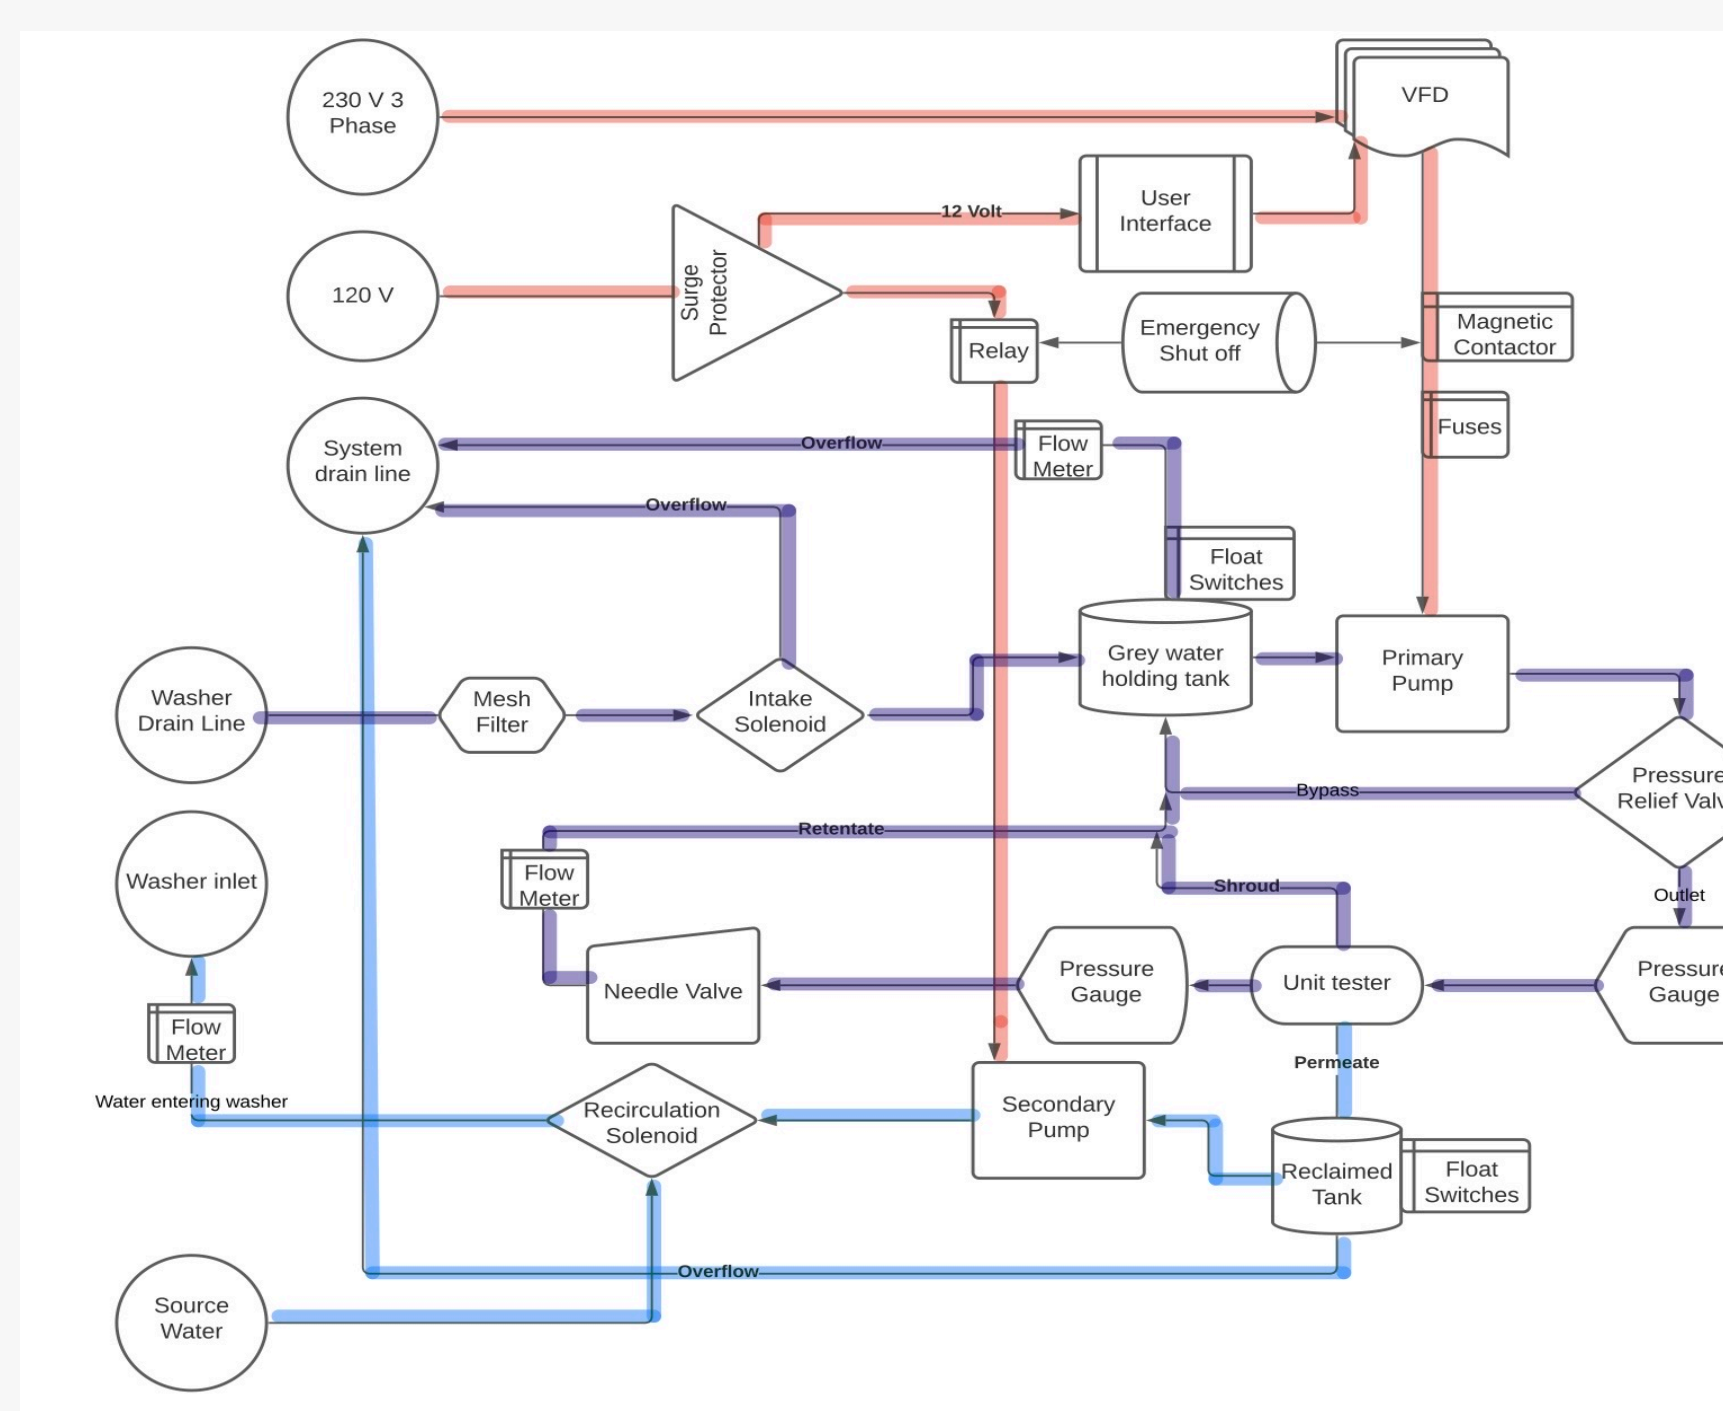 230 V 3
Phase
VFD
User
Interface
12 Volt
120 V
Surge
Protector
Relay
Emergency
Shut off
Magnetic
Contactor
Fuses
System
drain line
Overflow
Flow
Meter
Overflow
Float
Switches
Grey water
holding tank
Primary
Pump
Washer
Drain Line
Mesh
Filter
Intake
Solenoid
Pressure
Relief Valv
Bypass
Retentate
Washer inlet
Flow
Meter
Shroud
Outlet
Needle Valve
Pressure
Gauge
Unit tester
Pressure
Gauge
Flow
Meter
Permeate
Water entering washer
Recirculation
Solenoid
Secondary
Pump
Reclaimed
Tank
Float
Switches
Overflow
Source
Water